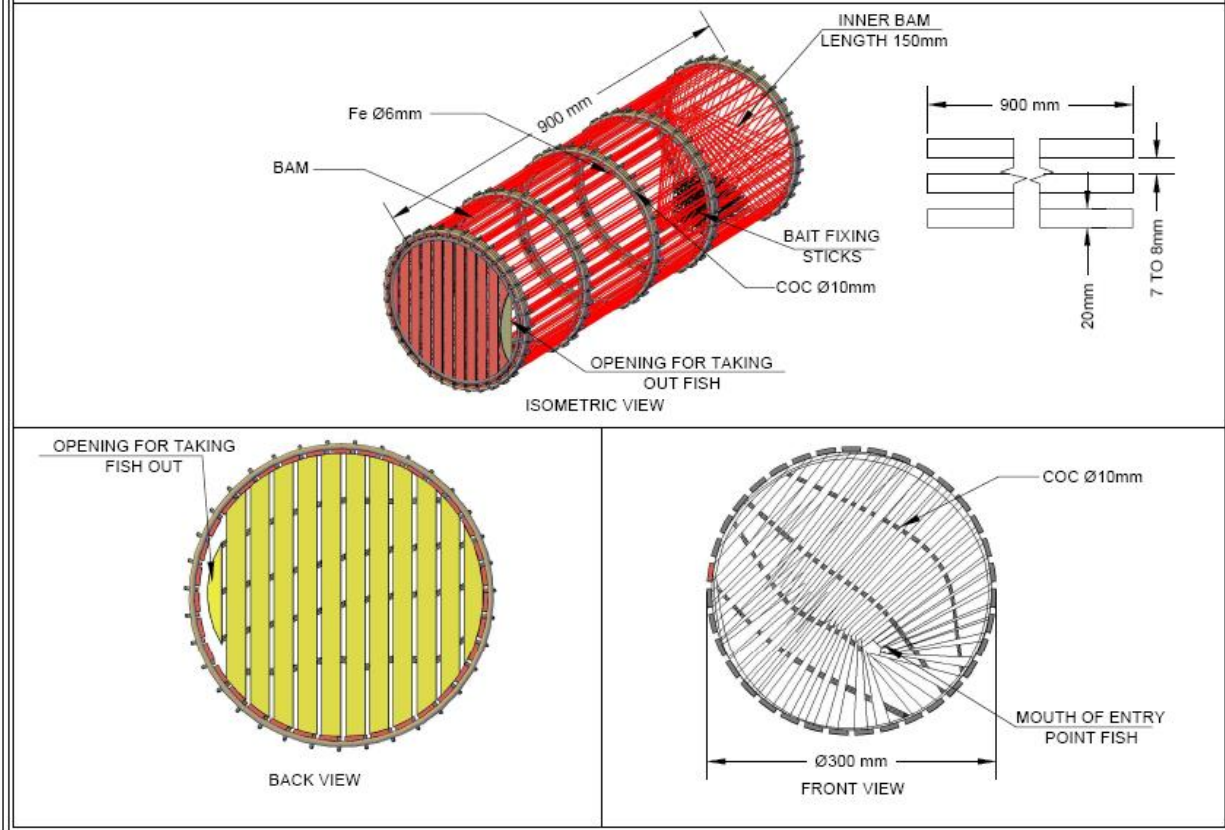 INNER BAM
LENGTH 150mm
900 mm
Fe Ø6mm
900 mm
BAM
BAIT FIXING
STICKS
COC Ø10mm
7 TO 8mm
20mm
OPENING FOR TAKING
OUT FISH
ISOMETRIC VIEW
OPENING FOR TAKING
FISH OUT
BACK VIEW
COC Ø10mm
MOUTH OF ENTRY
POINT FISH
Ø300 mm
FRONT VIEW